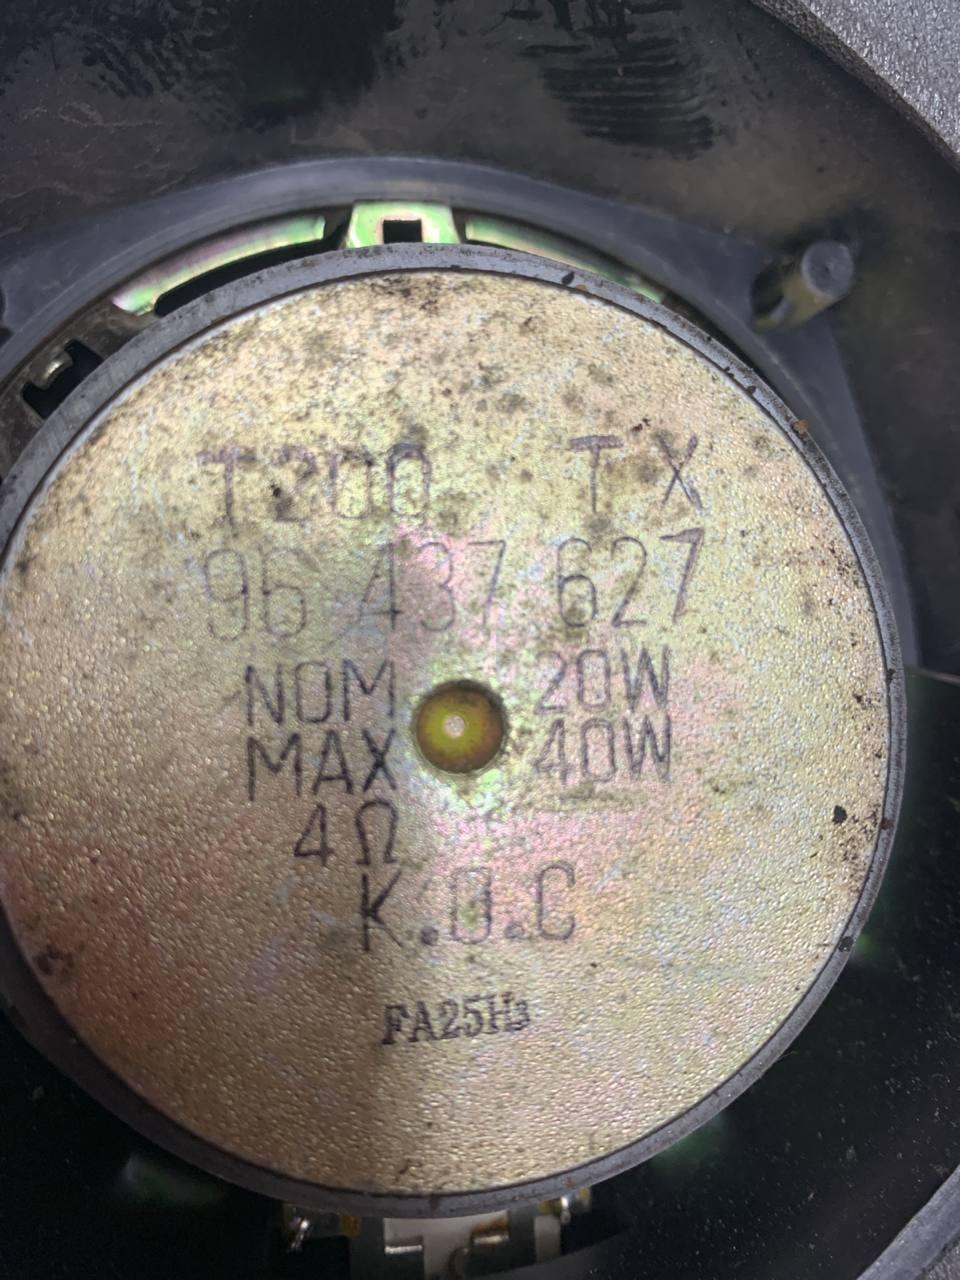 T200 TX
96 437 627
NOM 20W
MAX 40W
4Ω
K.O.C
FA25H3